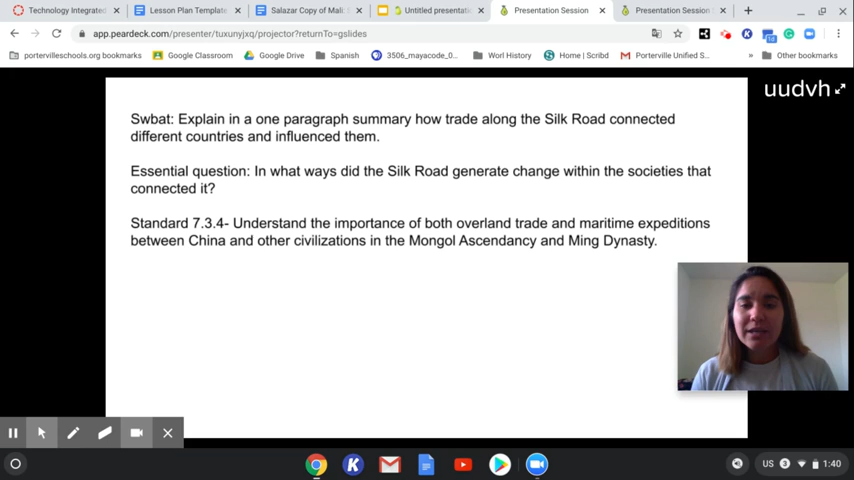 Technology Integrated
Lesson Plan Template
Salazar Copy of Mali:
Untitled presentatio
Presentation Session
Presentation Session
app.peardeck.com/presenter/tuxunyjxq/projector?returnTo=gslides
portervilleschools.org bookmarks
Google Classroom
Google Drive
Spanish
3506_mayacode_0...
Worl History
Home | Scribd
Porterville Unified S...
»
Other bookmarks
uudvh
Swbat: Explain in a one paragraph summary how trade along the Silk Road connected
different countries and influenced them.
Essential question: In what ways did the Silk Road generate change within the societies that
connected it?
Standard 7.3.4- Understand the importance of both overland trade and maritime expeditions
between China and other civilizations in the Mongol Ascendancy and Ming Dynasty.
US
3
1:40